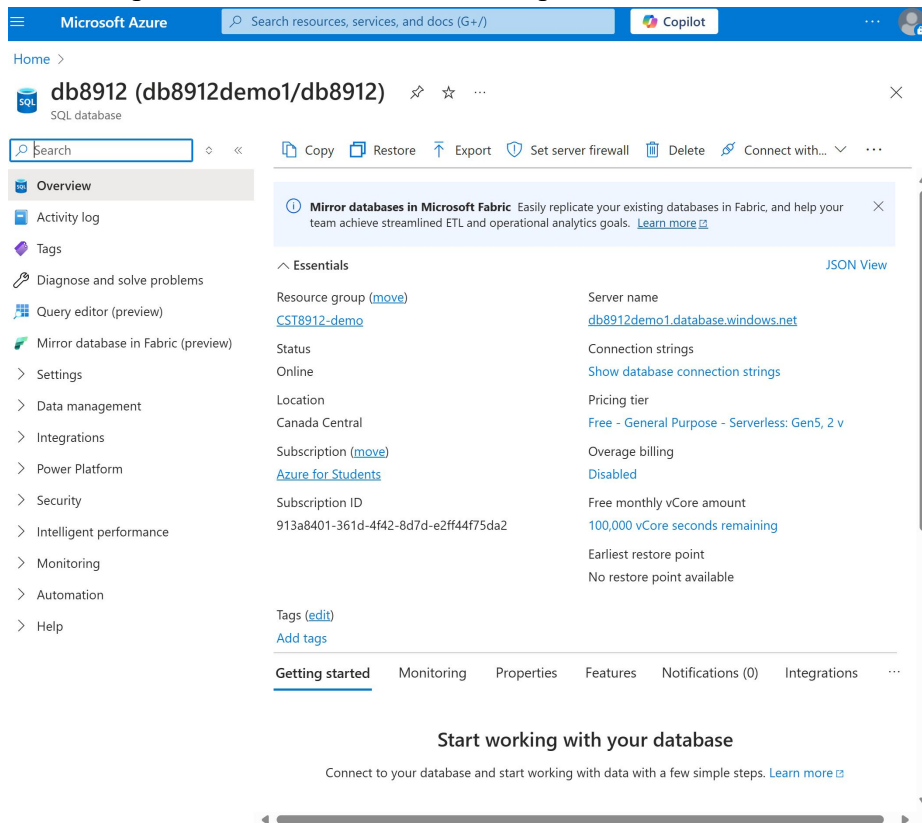 Microsoft Azure
Search resources, services, and docs (G+/)
Copilot
Home >
db8912 (db8912demo1/db8912)
SQL database
Search
Copy
Restore
Export
Set server firewall
Delete
Connect with...
Overview
Activity log
Tags
Diagnose and solve problems
Query editor (preview)
Mirror database in Fabric (preview)
Settings
Data management
Integrations
Power Platform
Security
Intelligent performance
Monitoring
Automation
Help
Mirror databases in Microsoft Fabric Easily replicate your existing databases in Fabric, and help your
team achieve streamlined ETL and operational analytics goals. Learn more
Essentials
JSON View
Resource group (move)
CST8912-demo
Status
Online
Location
Canada Central
Subscription (move)
Azure for Students
Subscription ID
913a8401-361d-4f42-8d7d-e2ff44f75da2
Server name
db8912demo1.database.windows.net
Connection strings
Show database connection strings
Pricing tier
Free - General Purpose - Serverless: Gen5, 2 v
Overage billing
Disabled
Free monthly vCore amount
100,000 vCore seconds remaining
Earliest restore point
No restore point available
Tags (edit)
Add tags
Getting started
Monitoring
Properties
Features
Notifications (0)
Integrations
Start working with your database
Connect to your database and start working with data with a few simple steps. Learn more